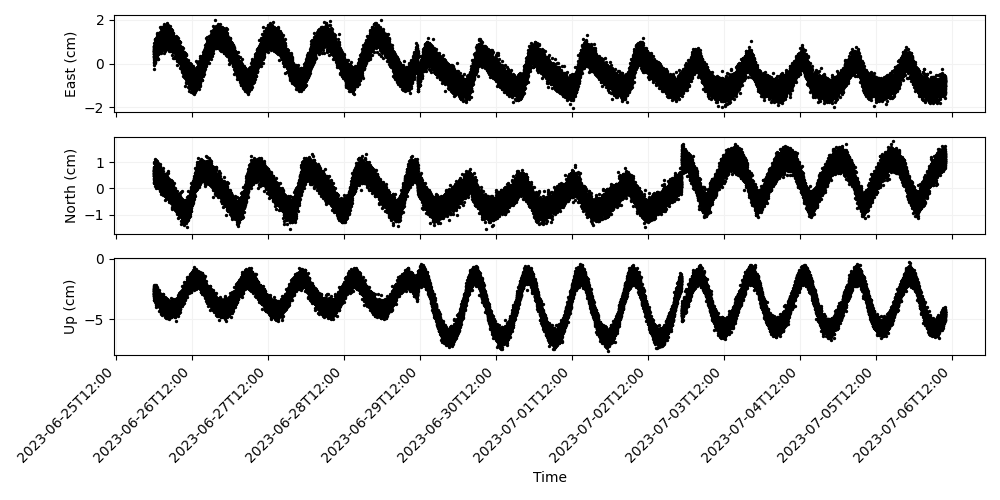 East (cm)
2
0
−2
North (cm)
1
0
−1
Up (cm)
0
−5
2023-06-25T12:00
2023-06-26T12:00
2023-06-27T12:00
2023-06-28T12:00
2023-06-29T12:00
2023-06-30T12:00
2023-07-01T12:00
2023-07-02T12:00
2023-07-03T12:00
2023-07-04T12:00
2023-07-05T12:00
2023-07-06T12:00
Time